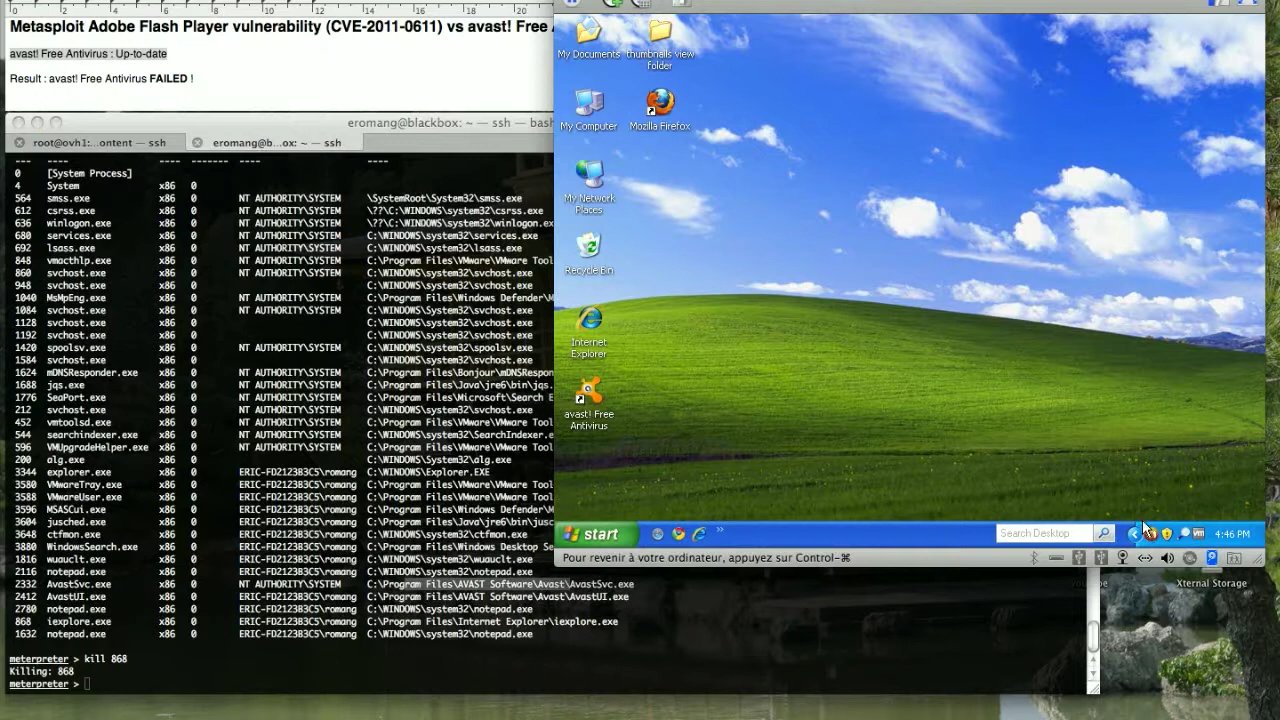 0 2 4 6 8 10 12 14 16 18 20
Metasploit Adobe Flash Player vulnerability (CVE-2011-0611) vs avast! Free
avast! Free Antivirus : Up-to-date
Result : avast! Free Antivirus FAILED !
eromang@blackbox: ~ — ssh — bash
root@ovh1:...ontent — ssh
eromang@b...ox: ~ — ssh
--- ---- ---- ------- ---- ----
0 [System Process]
4 System x86 0
564 smss.exe x86 0 NT AUTHORITY\SYSTEM \SystemRoot\System32\smss.exe
612 csrss.exe x86 0 NT AUTHORITY\SYSTEM \??\C:\WINDOWS\system32\csrss.exe
636 winlogon.exe x86 0 NT AUTHORITY\SYSTEM \??\C:\WINDOWS\system32\winlogon.ex
680 services.exe x86 0 NT AUTHORITY\SYSTEM C:\WINDOWS\system32\services.exe
692 lsass.exe x86 0 NT AUTHORITY\SYSTEM C:\WINDOWS\system32\lsass.exe
848 vmacthlp.exe x86 0 NT AUTHORITY\SYSTEM C:\Program Files\VMware\VMware Tool
860 svchost.exe x86 0 NT AUTHORITY\SYSTEM C:\WINDOWS\system32\svchost.exe
948 svchost.exe x86 0 C:\WINDOWS\system32\svchost.exe
1040 MsMpEng.exe x86 0 NT AUTHORITY\SYSTEM C:\Program Files\Windows Defender\M
1084 svchost.exe x86 0 NT AUTHORITY\SYSTEM C:\WINDOWS\System32\svchost.exe
1128 svchost.exe x86 0 C:\WINDOWS\system32\svchost.exe
1192 svchost.exe x86 0 C:\WINDOWS\system32\svchost.exe
1420 spoolsv.exe x86 0 NT AUTHORITY\SYSTEM C:\WINDOWS\system32\spoolsv.exe
1584 svchost.exe x86 0 C:\WINDOWS\system32\svchost.exe
1624 mDNSResponder.exe x86 0 NT AUTHORITY\SYSTEM C:\Program Files\Bonjour\mDNSRespon
1688 jqs.exe x86 0 NT AUTHORITY\SYSTEM C:\Program Files\Java\jre6\bin\jqs.
1776 SeaPort.exe x86 0 NT AUTHORITY\SYSTEM C:\Program Files\Microsoft\Search E
212 svchost.exe x86 0 NT AUTHORITY\SYSTEM C:\WINDOWS\system32\svchost.exe
452 vmtoolsd.exe x86 0 NT AUTHORITY\SYSTEM C:\Program Files\VMware\VMware Tool
544 searchindexer.exe x86 0 NT AUTHORITY\SYSTEM C:\WINDOWS\system32\SearchIndexer.e
596 VMUpgradeHelper.exe x86 0 NT AUTHORITY\SYSTEM C:\Program Files\VMware\VMware Tool
200 alg.exe x86 0 C:\WINDOWS\System32\alg.exe
3344 explorer.exe x86 0 ERIC-FD2123B3C5\romang C:\WINDOWS\Explorer.EXE
3580 VMwareTray.exe x86 0 ERIC-FD2123B3C5\romang C:\Program Files\VMware\VMware Tool
3588 VMwareUser.exe x86 0 ERIC-FD2123B3C5\romang C:\Program Files\VMware\VMware Tool
3596 MSASCui.exe x86 0 ERIC-FD2123B3C5\romang C:\Program Files\Windows Defender\M
3604 jusched.exe x86 0 ERIC-FD2123B3C5\romang C:\Program Files\Java\jre6\bin\jusc
3648 ctfmon.exe x86 0 ERIC-FD2123B3C5\romang C:\WINDOWS\system32\ctfmon.exe
3880 WindowsSearch.exe x86 0 ERIC-FD2123B3C5\romang C:\Program Files\Windows Desktop Se
1816 wuauclt.exe x86 0 ERIC-FD2123B3C5\romang C:\WINDOWS\system32\wuauclt.exe
2116 notepad.exe x86 0 ERIC-FD2123B3C5\romang C:\WINDOWS\system32\notepad.exe
2332 AvastSvc.exe x86 0 NT AUTHORITY\SYSTEM C:\Program Files\AVAST Software\Avast\AvastSvc.exe
2412 AvastUI.exe x86 0 ERIC-FD2123B3C5\romang C:\Program Files\AVAST Software\Avast\AvastUI.exe
2780 notepad.exe x86 0 ERIC-FD2123B3C5\romang C:\WINDOWS\system32\notepad.exe
868 iexplore.exe x86 0 ERIC-FD2123B3C5\romang C:\Program Files\Internet Explorer\iexplore.exe
1632 notepad.exe x86 0 ERIC-FD2123B3C5\romang C:\WINDOWS\system32\notepad.exe
meterpreter > kill 868
Killing: 868
meterpreter >
My Documents
thumbnails view
folder
My Computer
Mozilla Firefox
My Network
Places
Recycle Bin
Internet
Explorer
avast! Free
Antivirus
start
Search Desktop
4:46 PM
Pour revenir à votre ordinateur, appuyez sur Control-⌘
Xternal Storage